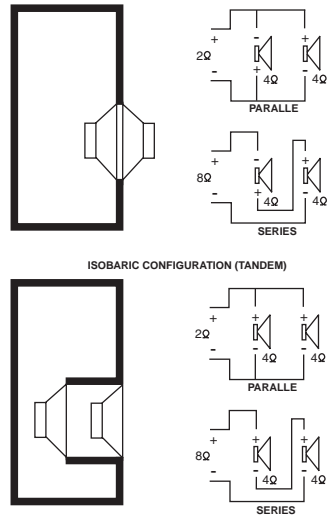 + - +
2Ω
- + -
4Ω 4Ω
PARALLE
+ - +
8Ω
- + -
4Ω 4Ω
SERIES
ISOBARIC CONFIGURATION (TANDEM)
+ + +
2Ω
- - -
4Ω 4Ω
PARALLE
+ + +
8Ω
- - -
4Ω 4Ω
SERIES